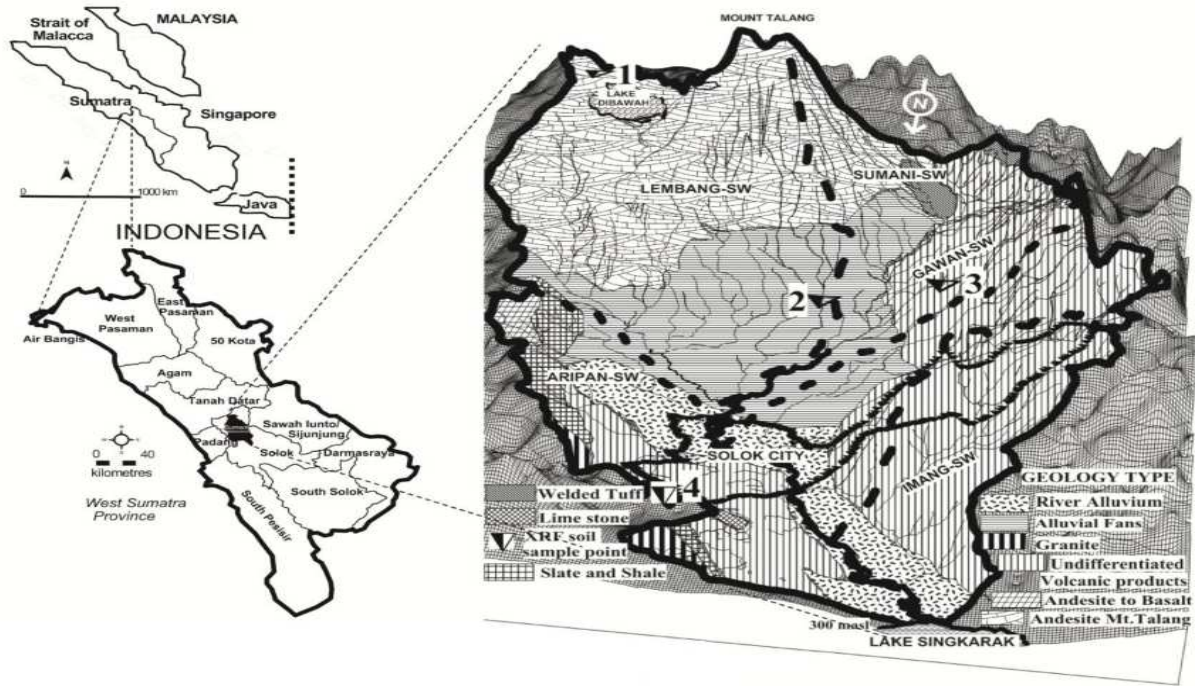 Strait of
Malacca
MALAYSIA
Sumatra
Singapore
N
0
1000 km
Java
INDONESIA
East
Pasaman
West
Pasaman
Air Bangis
50 Kota
Agam
Tanah Datar
Sawah lunto/
Sijunjung
Padang
Solok
Darmasraya
0 40
kilometres
South Solok
West Sumatra
Province
South Pesisir
MOUNT TALANG
1
LAKE
DIBAWAH
N
LEMBANG-SW
SUMANI-SW
GAWAN-SW
2
3
ARIPAN-SW
SOLOK CITY
IMANG-SW
4
Welded Tuff
Lime stone
XRF soil
sample point
Slate and Shale
GEOLOGY TYPE
River Alluvium
Alluvial Fans
Granite
Undifferentiated
Volcanic products
Andesite to Basalt
Andesite Mt.Talang
300 masl
LAKE SINGKARAK